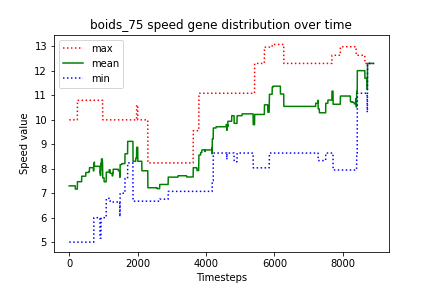 boids_75 speed gene distribution over time
max
mean
min
Speed value
13
12
11
10
9
8
7
6
5
0
2000
4000
6000
8000
Timesteps